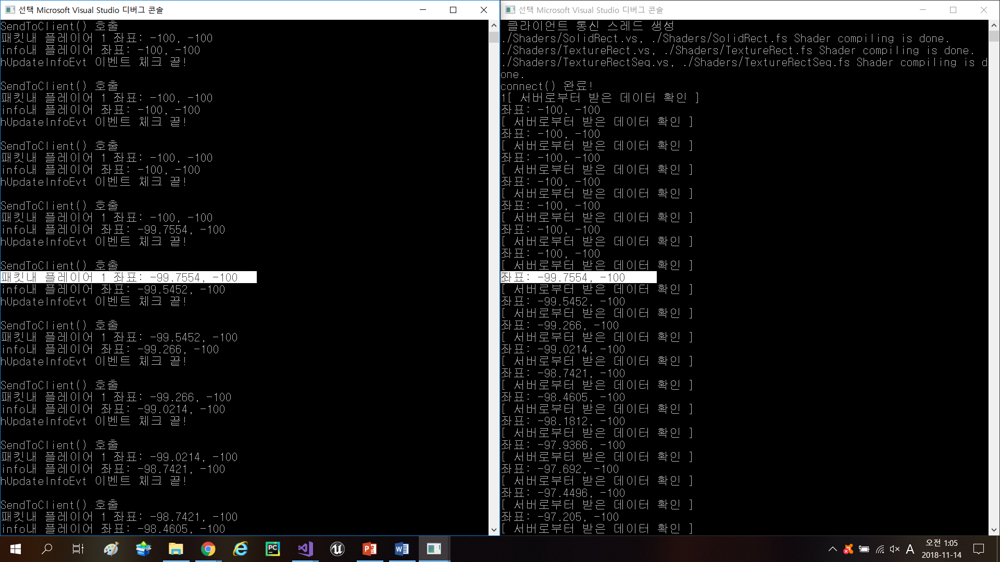 선택 Microsoft Visual Studio 디버그 콘솔
SendToClient() 호출
패킷내 플레이어 1 좌표: -100, -100
info내 플레이어 좌표: -100, -100
hUpdateInfoEvt 이벤트 체크 끝!
SendToClient() 호출
패킷내 플레이어 1 좌표: -100, -100
info내 플레이어 좌표: -100, -100
hUpdateInfoEvt 이벤트 체크 끝!
SendToClient() 호출
패킷내 플레이어 1 좌표: -100, -100
info내 플레이어 좌표: -100, -100
hUpdateInfoEvt 이벤트 체크 끝!
SendToClient() 호출
패킷내 플레이어 1 좌표: -100, -100
info내 플레이어 좌표: -99.7554, -100
hUpdateInfoEvt 이벤트 체크 끝!
SendToClient() 호출
패킷내 플레이어 1 좌표: -99.7554, -100
info내 플레이어 좌표: -99.5452, -100
hUpdateInfoEvt 이벤트 체크 끝!
SendToClient() 호출
패킷내 플레이어 1 좌표: -99.5452, -100
info내 플레이어 좌표: -99.266, -100
hUpdateInfoEvt 이벤트 체크 끝!
SendToClient() 호출
패킷내 플레이어 1 좌표: -99.266, -100
info내 플레이어 좌표: -99.0214, -100
hUpdateInfoEvt 이벤트 체크 끝!
SendToClient() 호출
패킷내 플레이어 1 좌표: -99.0214, -100
info내 플레이어 좌표: -98.7421, -100
hUpdateInfoEvt 이벤트 체크 끝!
SendToClient() 호출
패킷내 플레이어 1 좌표: -98.7421, -100
info내 플레이어 좌표: -98.4605, -100
선택 Microsoft Visual Studio 디버그 콘솔
클라이언트 통신 스레드 생성
./Shaders/SolidRect.vs, ./Shaders/SolidRect.fs Shader compiling is done.
./Shaders/TextureRect.vs, ./Shaders/TextureRect.fs Shader compiling is done.
./Shaders/TextureRectSeq.vs, ./Shaders/TextureRectSeq.fs Shader compiling is d
one.
connect() 완료!
1[ 서버로부터 받은 데이터 확인 ]
좌표: -100, -100
[ 서버로부터 받은 데이터 확인 ]
좌표: -100, -100
[ 서버로부터 받은 데이터 확인 ]
좌표: -100, -100
[ 서버로부터 받은 데이터 확인 ]
좌표: -100, -100
[ 서버로부터 받은 데이터 확인 ]
좌표: -100, -100
[ 서버로부터 받은 데이터 확인 ]
좌표: -100, -100
[ 서버로부터 받은 데이터 확인 ]
좌표: -100, -100
[ 서버로부터 받은 데이터 확인 ]
좌표: -99.7554, -100
[ 서버로부터 받은 데이터 확인 ]
좌표: -99.5452, -100
[ 서버로부터 받은 데이터 확인 ]
좌표: -99.266, -100
[ 서버로부터 받은 데이터 확인 ]
좌표: -99.0214, -100
[ 서버로부터 받은 데이터 확인 ]
좌표: -98.7421, -100
[ 서버로부터 받은 데이터 확인 ]
좌표: -98.4605, -100
[ 서버로부터 받은 데이터 확인 ]
좌표: -98.1812, -100
[ 서버로부터 받은 데이터 확인 ]
좌표: -97.9366, -100
[ 서버로부터 받은 데이터 확인 ]
좌표: -97.692, -100
[ 서버로부터 받은 데이터 확인 ]
좌표: -97.4496, -100
[ 서버로부터 받은 데이터 확인 ]
좌표: -97.205, -100
[ 서버로부터 받은 데이터 확인 ]
PC
A
오전 1:05
2018-11-14